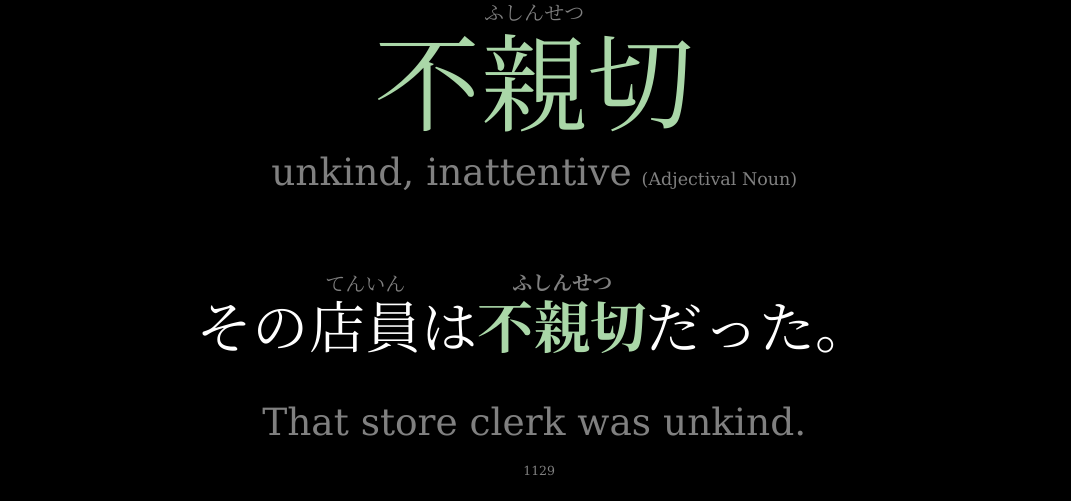 ふしんせつ
不親切
unkind, inattentive (Adjectival Noun)
てんいん ふしんせつ
その店員は不親切だった。
That store clerk was unkind.
1129